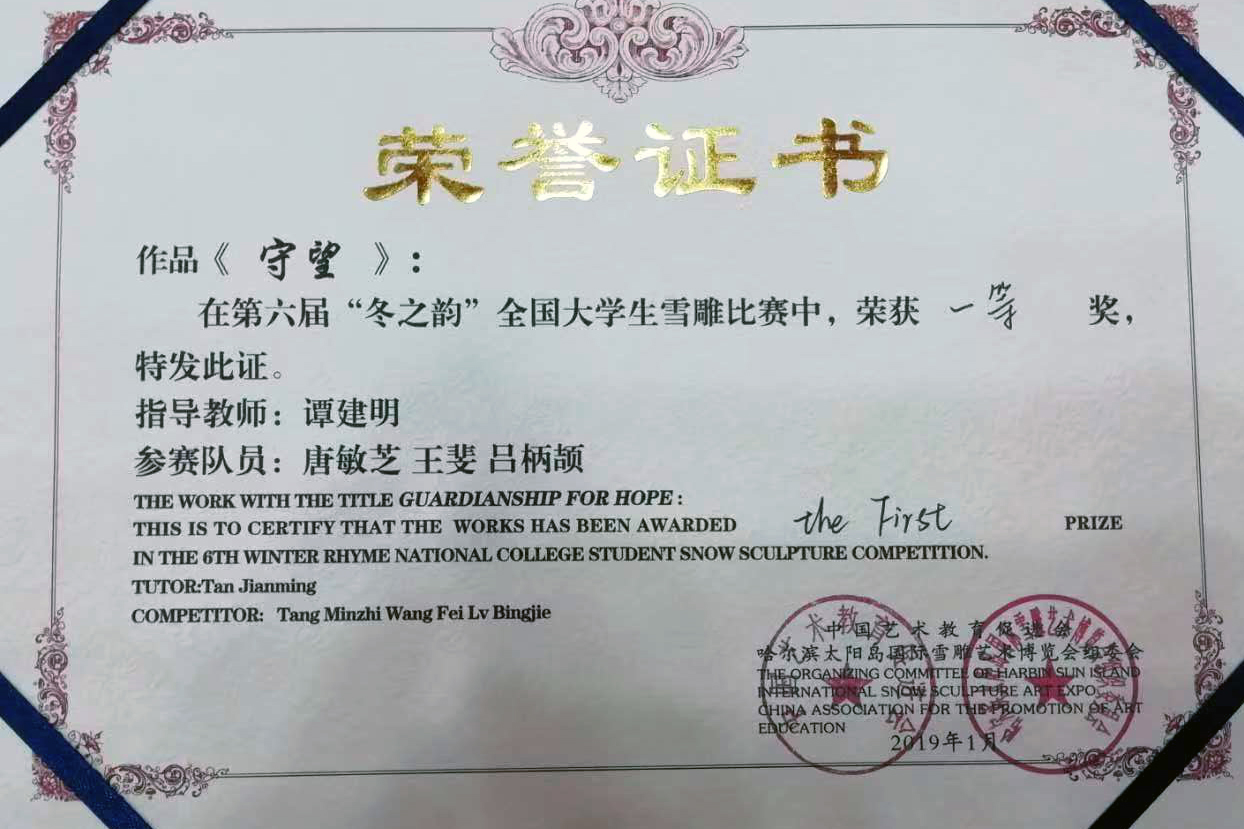 荣誉证书
作品《 守望 》:
在第六届“冬之韵”全国大学生雪雕比赛中，荣获 一等 奖，
特发此证。
指导教师：谭建明
参赛队员：唐敏芝 王斐 吕柄颉
THE WORK WITH THE TITLE GUARDIANSHIP FOR HOPE :
THIS IS TO CERTIFY THAT THE WORKS HAS BEEN AWARDED the First PRIZE
IN THE 6TH WINTER RHYME NATIONAL COLLEGE STUDENT SNOW SCULPTURE COMPETITION.
TUTOR:Tan Jianming
COMPETITOR: Tang Minzhi Wang Fei Lv Bingjie
中国艺术教育促进会
哈尔滨太阳岛国际雪雕艺术博览会组委会
THE ORGANIZING COMMITTEE OF HARBIN SUN ISLAND
INTERNATIONAL SNOW SCULPTURE ART EXPO
CHINA ASSOCIATION FOR THE PROMOTION OF ART
EDUCATION
2019年1月